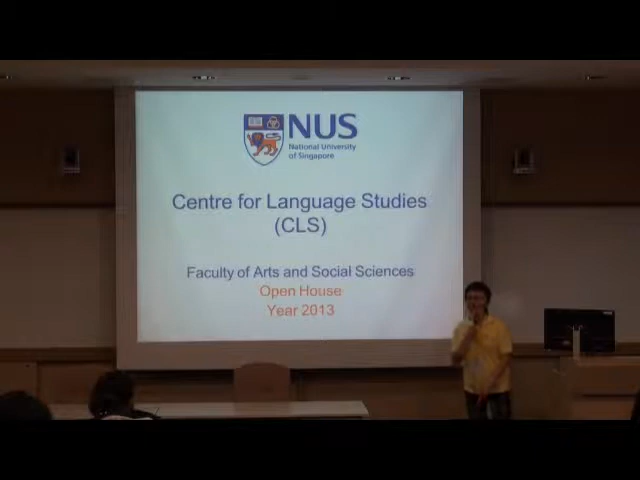 NUS
National University
of Singapore
Centre for Language Studies
(CLS)
Faculty of Arts and Social Sciences
Open House
Year 2013